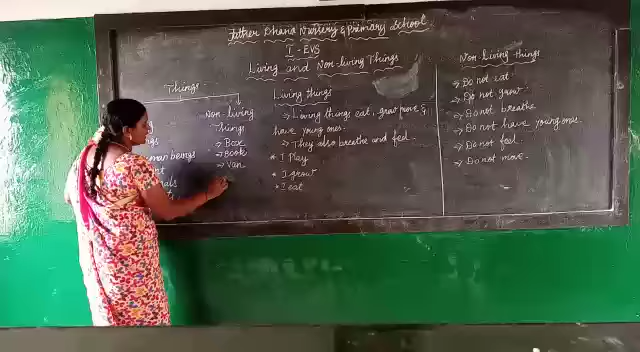 Father Bhana Nursery & Primary School
I - EVS
Living and Non-living Things
Things
Non-living
Things
→ Box
→ Book
→ Van
Living things
→ Living things eat, grow, move &
have young ones.
→ They also breathe and feel
* I Play
* I grow
* I eat
Non-living things
→ Do not eat
→ Do not grow
→ Do not breathe
→ Do not have young ones
→ Do not feel
→ Do not move.